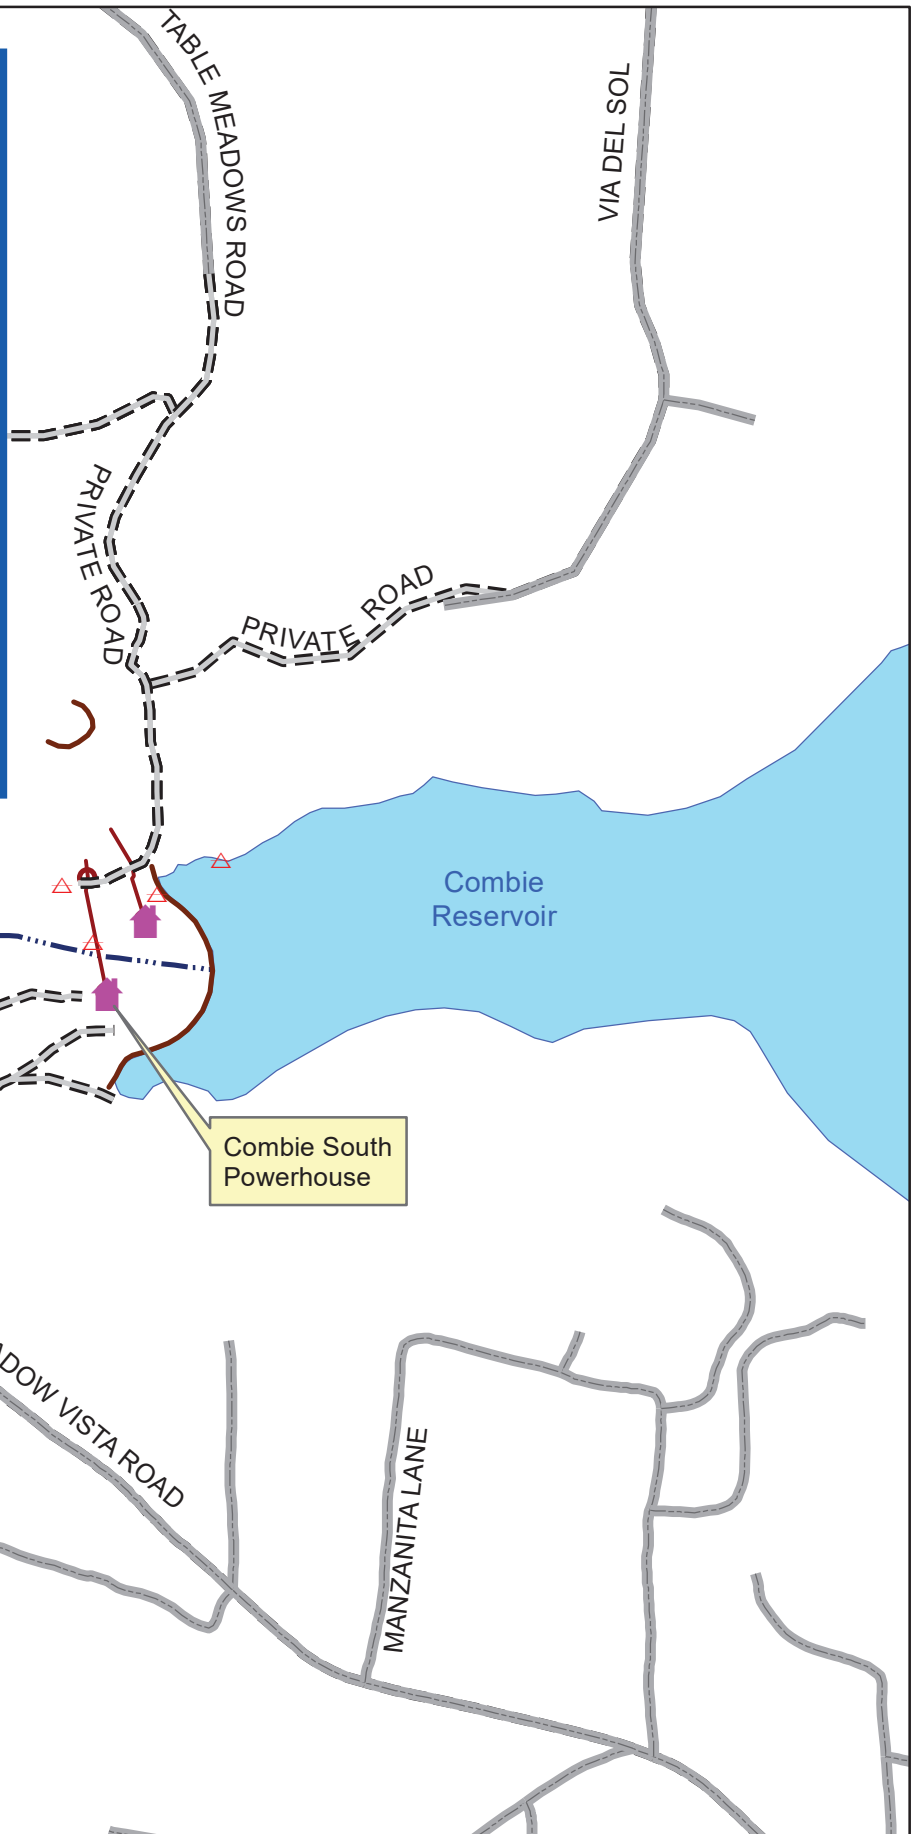 TABLE MEADOWS ROAD
VIA DEL SOL
PRIVATE ROAD
PRIVATE ROAD
Combie
Reservoir
Combie South
Powerhouse
ADOW VISTA ROAD
MANZANITA LANE